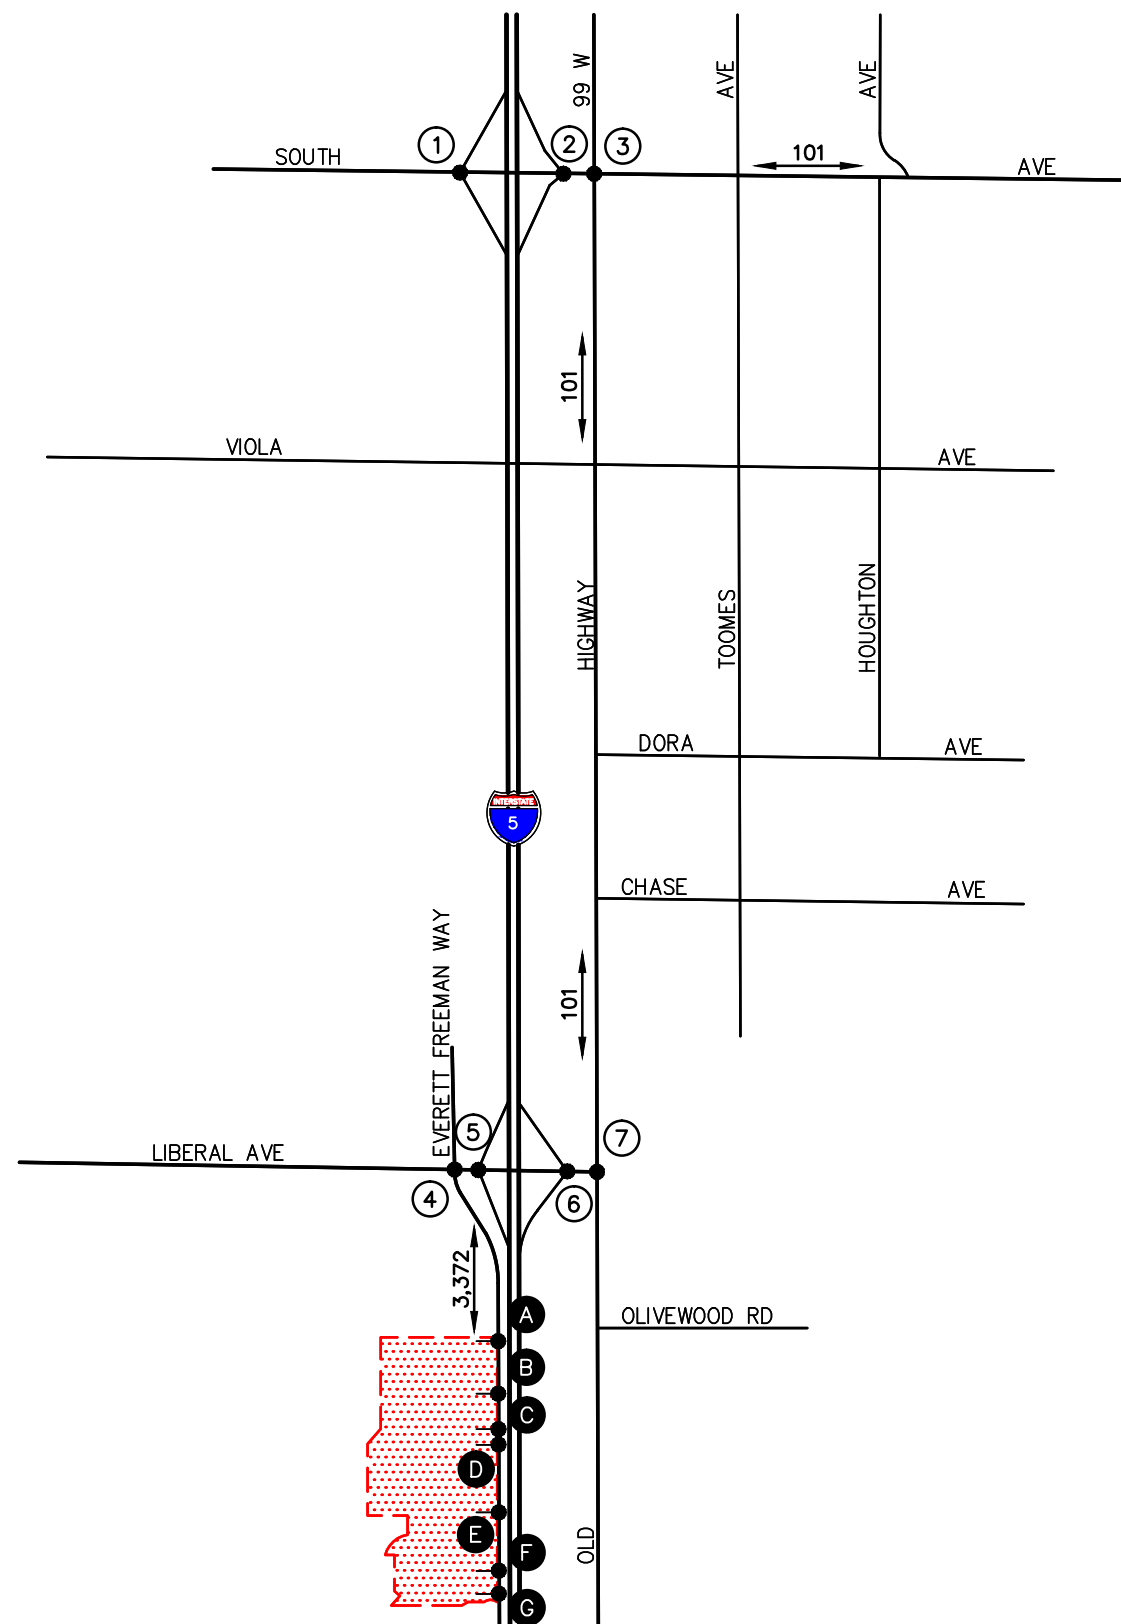 99 W
AVE
AVE
1
2
3
SOUTH
101
AVE
101
VIOLA
AVE
HIGHWAY
TOOMES
HOUGHTON
DORA
AVE
INTERSTATE
5
CHASE
AVE
EVERETT FREEMAN WAY
101
LIBERAL AVE
5
7
4
6
3,372
A
OLIVEWOOD RD
B
C
D
E
F
OLD
G